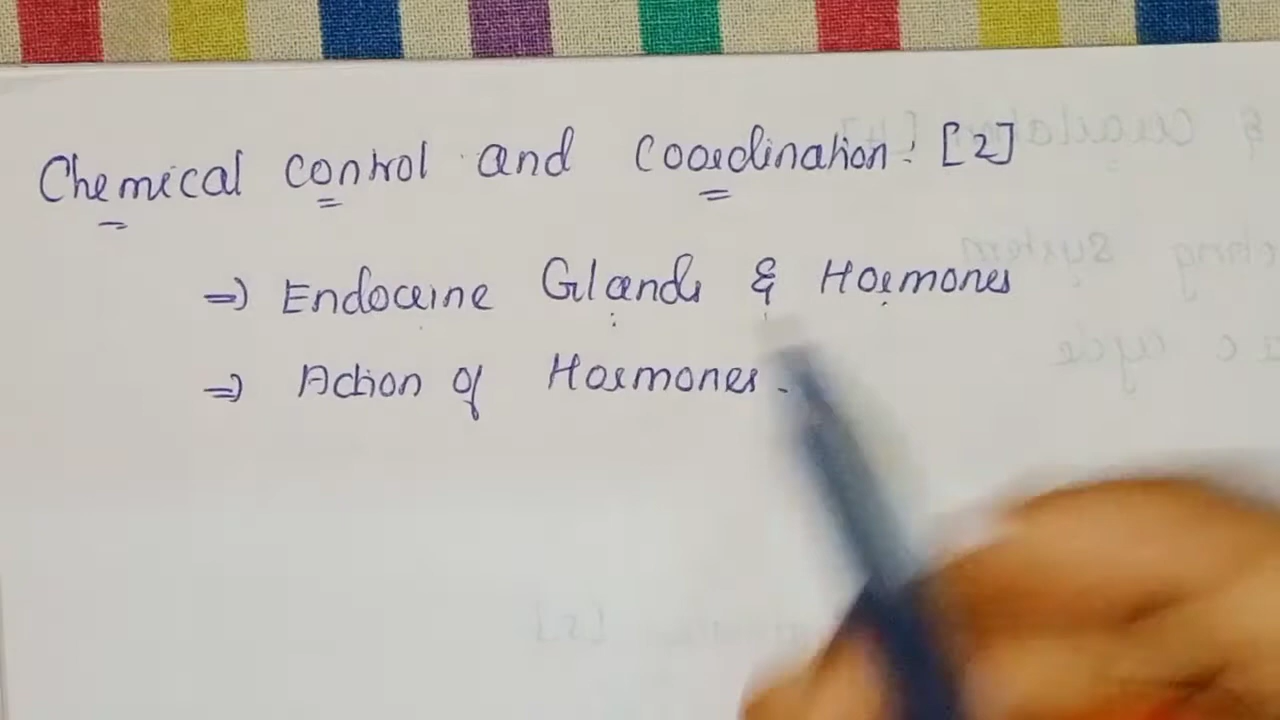 Chemical control and Coordination: [2]
⇒ Endocrine Glands & Hormones
⇒ Action of Hormones.